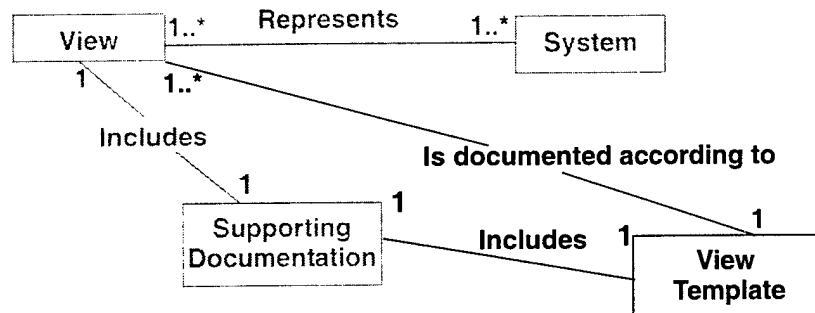 Represents
1..*
1..*
View
System
1
1..*
Includes
Is documented according to
1
1
1
Supporting
Documentation
Includes
1
View
Template